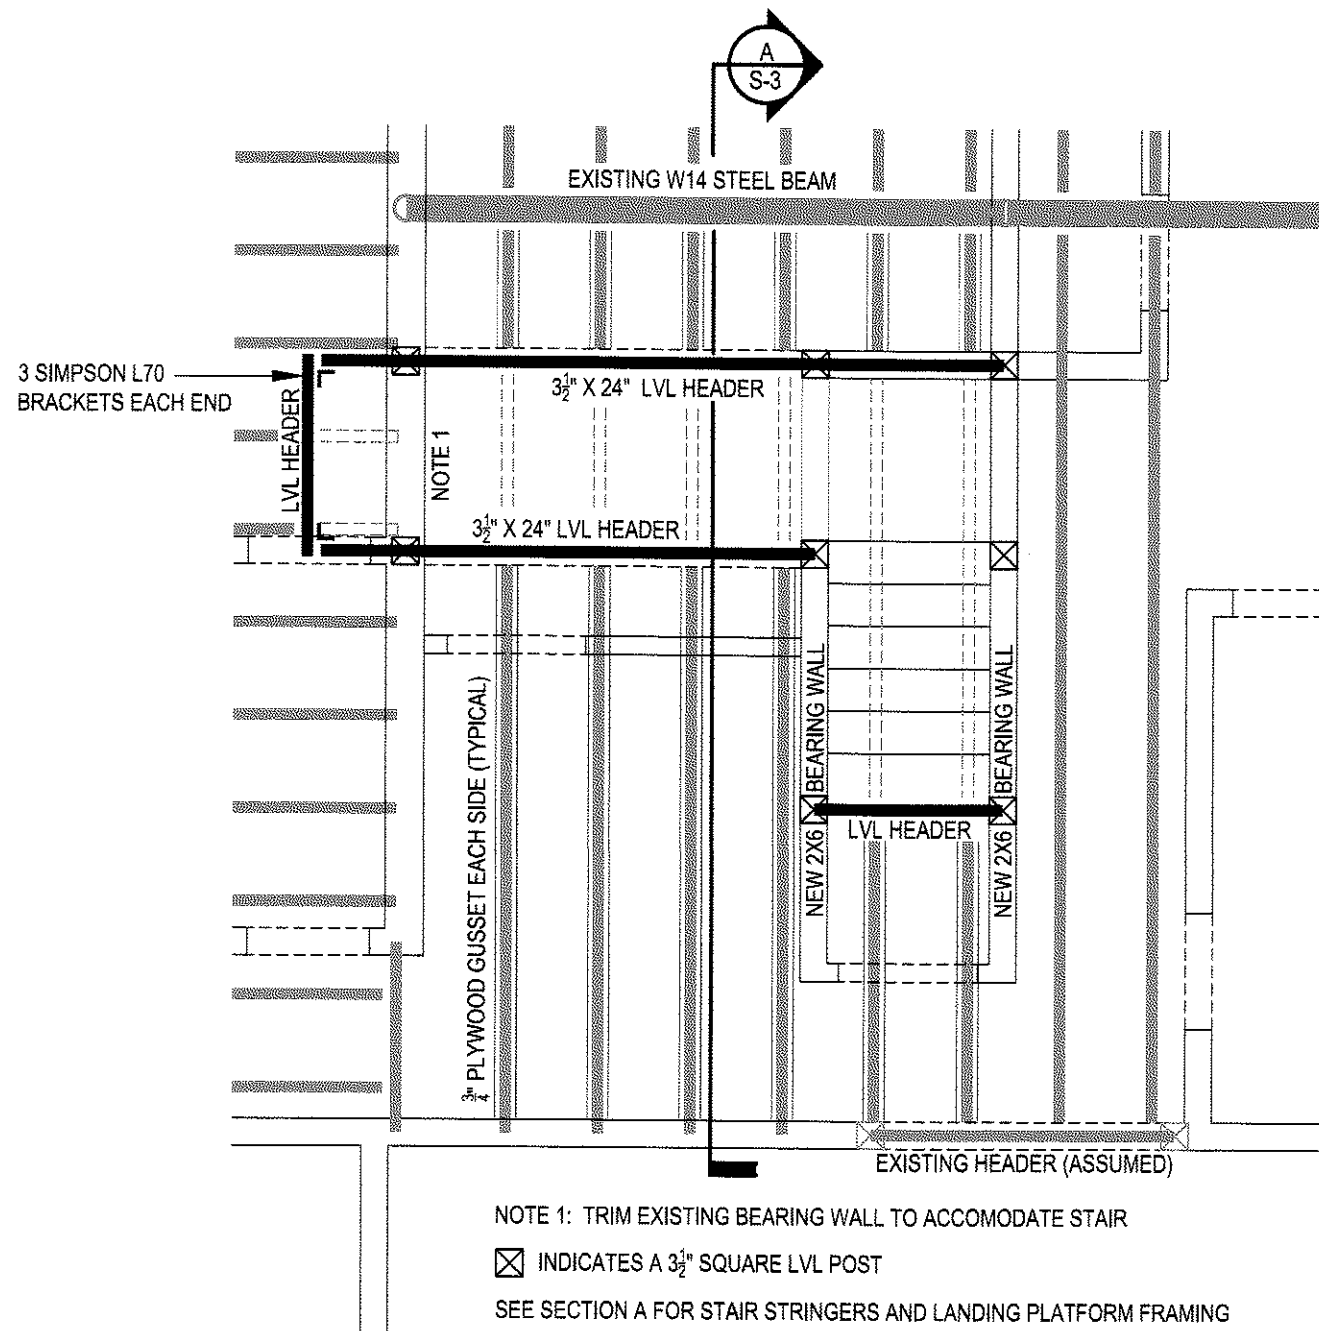 A
S-3
EXISTING W14 STEEL BEAM
3 SIMPSON L70
BRACKETS EACH END
3½" X 24" LVL HEADER
LVL HEADER
NOTE 1
3½" X 24" LVL HEADER
¾" PLYWOOD GUSSET EACH SIDE (TYPICAL)
NEW 2X6 BEARING WALL
NEW 2X6 BEARING WALL
LVL HEADER
EXISTING HEADER (ASSUMED)
NOTE 1: TRIM EXISTING BEARING WALL TO ACCOMODATE STAIR
INDICATES A 3½" SQUARE LVL POST
SEE SECTION A FOR STAIR STRINGERS AND LANDING PLATFORM FRAMING